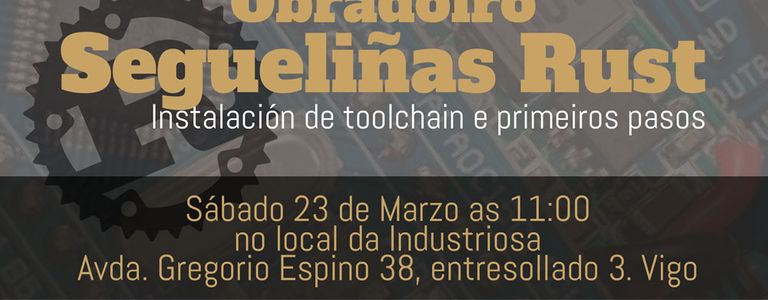 Obradoiro
Segueliñas Rust
Instalación de toolchain e primeiros pasos
Sábado 23 de Marzo as 11:00
no local da Industriosa
Avda. Gregorio Espino 38, entresollado 3. Vigo